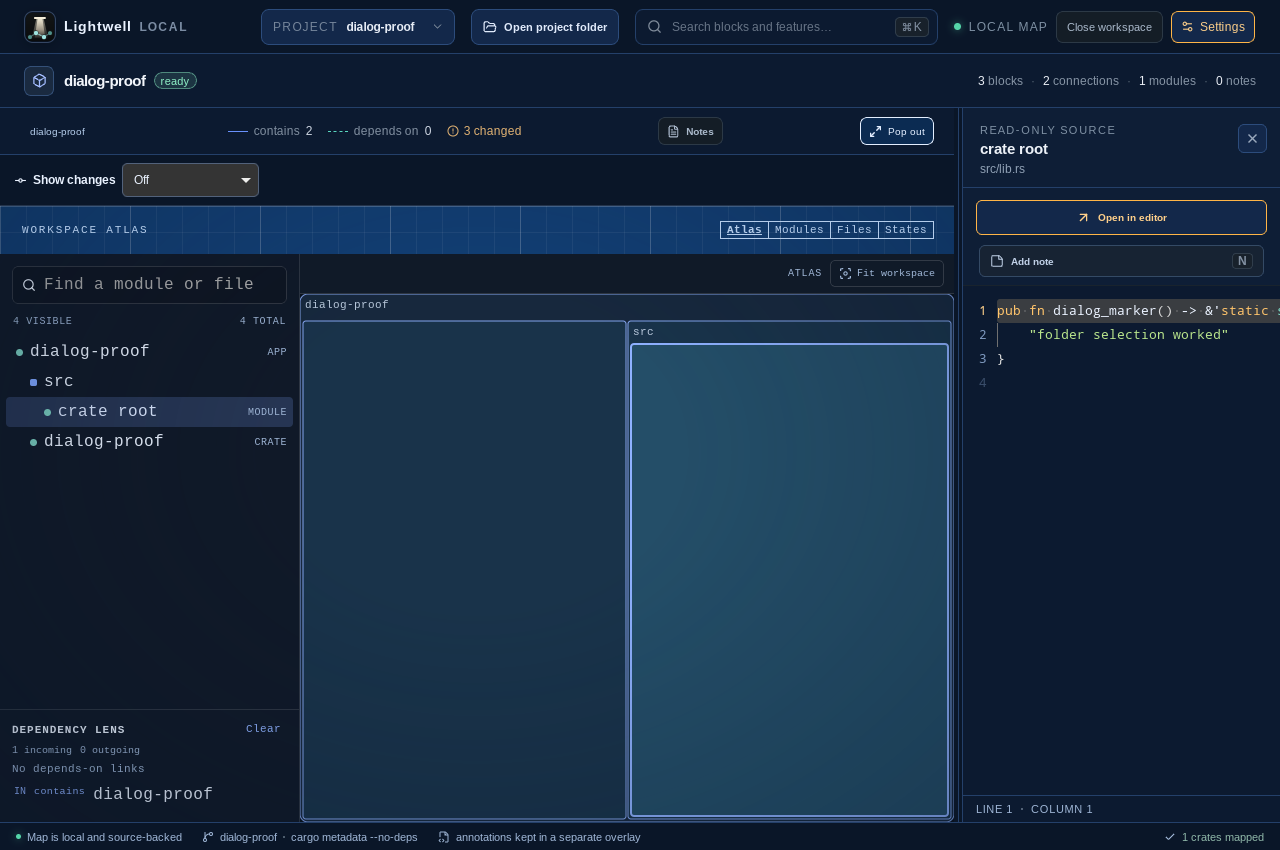 Lightwell LOCAL
PROJECT dialog-proof
Open project folder
Search blocks and features…
⌘K
LOCAL MAP
Close workspace
Settings
dialog-proof ready
3 blocks · 2 connections · 1 modules · 0 notes
dialog-proof
contains 2
depends on 0
3 changed
Notes
Pop out
Show changes
Off
WORKSPACE ATLAS
Atlas Modules Files States
Find a module or file
4 VISIBLE 4 TOTAL
dialog-proof APP
src
crate root MODULE
dialog-proof CRATE
DEPENDENCY LENS Clear
1 incoming 0 outgoing
No depends-on links
IN contains dialog-proof
ATLAS Fit workspace
dialog-proof
src
READ-ONLY SOURCE
crate root
src/lib.rs
Open in editor
Add note N
1 pub·fn·dialog_marker()·->·&'static·s
2 "folder selection worked"
3 }
4
LINE 1 · COLUMN 1
Map is local and source-backed
dialog-proof · cargo metadata --no-deps
annotations kept in a separate overlay
1 crates mapped